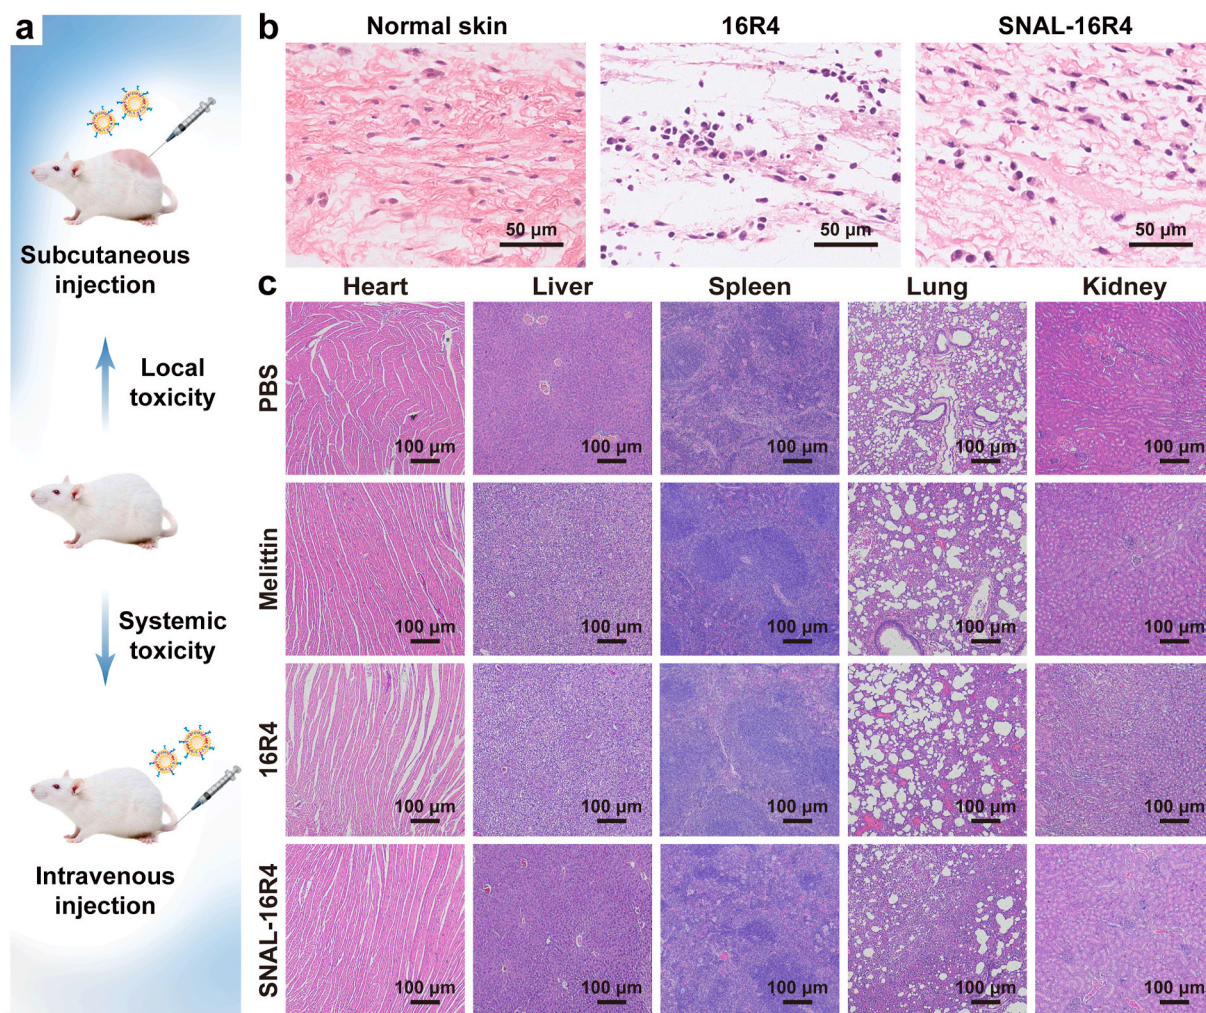 a
Subcutaneous
injection
Local
toxicity
Systemic
toxicity
Intravenous
injection
b
Normal skin
16R4
SNAL-16R4
50 µm
50 µm
50 µm
c
Heart
Liver
Spleen
Lung
Kidney
PBS
100 µm
100 µm
100 µm
100 µm
100 µm
Melittin
100 µm
100 µm
100 µm
100 µm
100 µm
16R4
100 µm
100 µm
100 µm
100 µm
100 µm
SNAL-16R4
100 µm
100 µm
100 µm
100 µm
100 µm